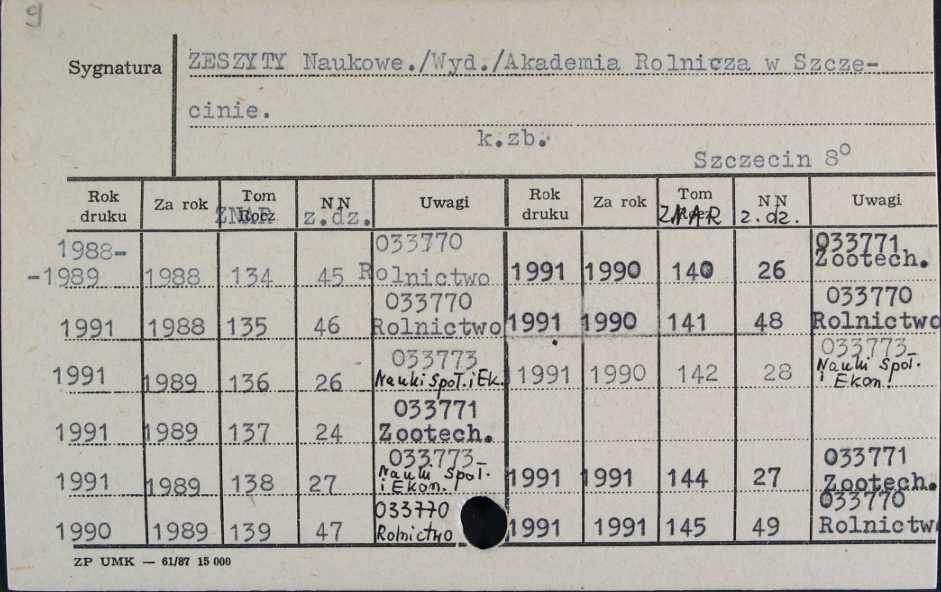 9
Sygnatura
ZESZYTY Naukowe./Wyd./Akademia Rolnicza w Szcze-
cinie.
k.zb.
Szczecin 8°
Rok druku Za rok Tom Rocz. ZNAR NN z.dz. Uwagi Rok druku Za rok Tom Rocz. ZNAR NN z.dz. Uwagi
1988-
-1989 1988 134 45 033770 Rolnictwo 1991 1990 140 26 033771 Zootech.
1991 1988 135 46 033770 Rolnictwo 1991 1990 141 48 033770 Rolnictwo
1991 1989 136 26 033773 Nauki Społ. i Ek. 1991 1990 142 28 033773 Nauki Społ. i Ekon.!
1991 1989 137 24 033771 Zootech.
1991 1989 138 27 033773 Nauki Społ. i Ekon.! 1991 1991 144 27 033771 Zootech.
1990 1989 139 47 033770 Rolnictwo 1991 1991 145 49 033770 Rolnictwo
ZP UMK — 61/87 15 000